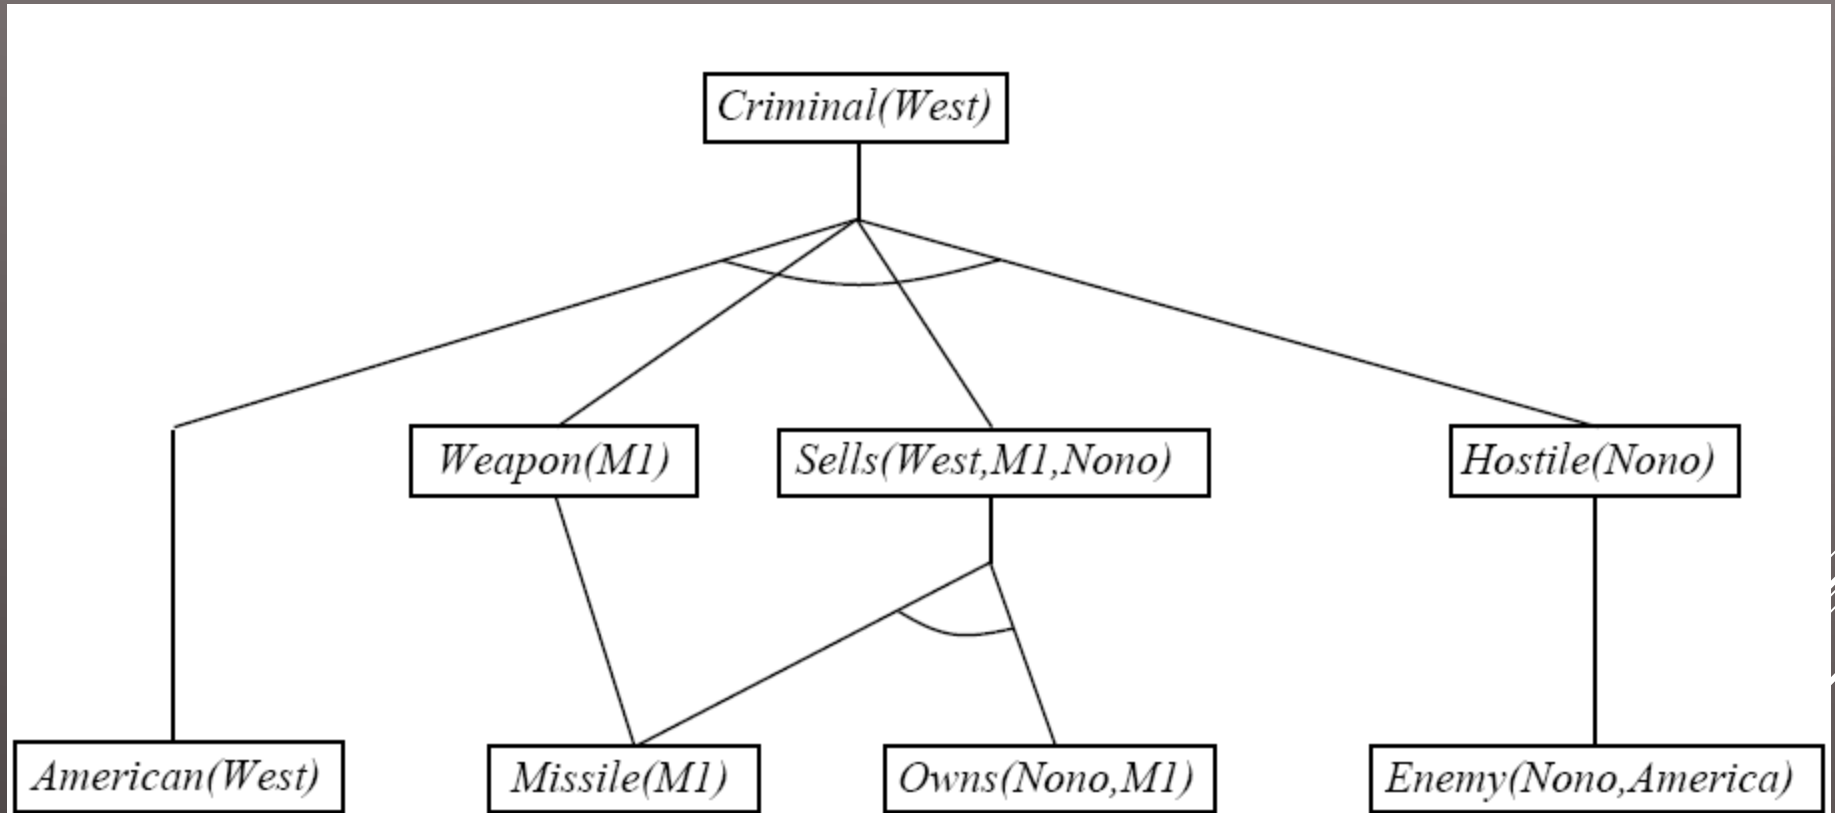 Criminal(West)
Weapon(M1)
Sells(West,M1,Nono)
Hostile(Nono)
American(West)
Missile(M1)
Owns(Nono,M1)
Enemy(Nono,America)